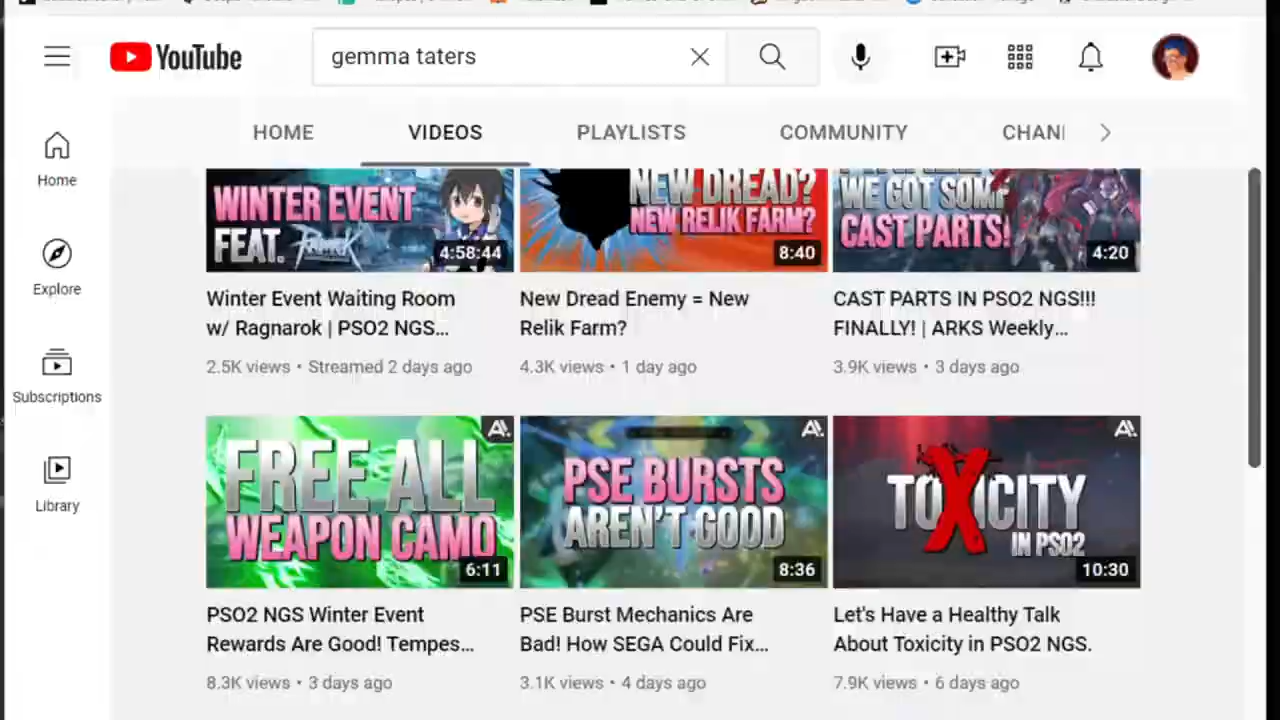 YouTube
gemma taters
HOME VIDEOS PLAYLISTS COMMUNITY CHANI
Home
Explore
Subscriptions
Library
WINTER EVENT
FEAT. RAGNAROK
4:58:44
NEW DREAD?
NEW RELIK FARM?
8:40
WE GOT SOME
CAST PARTS!
4:20
Winter Event Waiting Room
w/ Ragnarok | PSO2 NGS...
2.5K views • Streamed 2 days ago
New Dread Enemy = New
Relik Farm?
4.3K views • 1 day ago
CAST PARTS IN PSO2 NGS!!!
FINALLY! | ARKS Weekly...
3.9K views • 3 days ago
FREE ALL
WEAPON CAMO
6:11
PSE BURSTS
AREN'T GOOD
8:36
TOXICITY
IN PSO2
10:30
PSO2 NGS Winter Event
Rewards Are Good! Tempes...
8.3K views • 3 days ago
PSE Burst Mechanics Are
Bad! How SEGA Could Fix...
3.1K views • 4 days ago
Let's Have a Healthy Talk
About Toxicity in PSO2 NGS.
7.9K views • 6 days ago